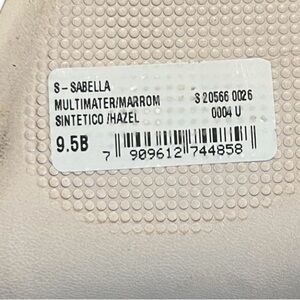 S-SABELLA
MULTIMATER/MARROM S 20566 0026
SINTETICO /HAZEL 0004 U
9.5B
7 909612 744858